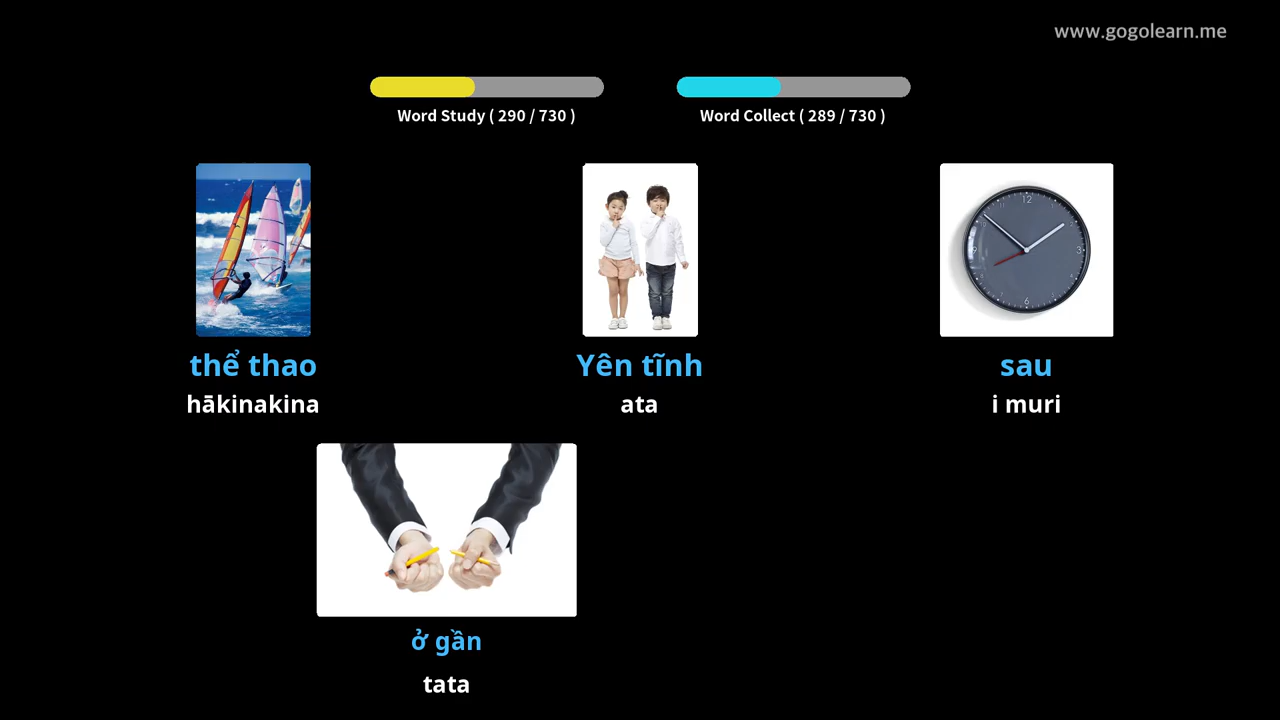 www.gogolearn.me
Word Study ( 290 / 730 )
Word Collect ( 289 / 730 )
thể thao
hākinakina
Yên tĩnh
ata
sau
i muri
ở gần
tata